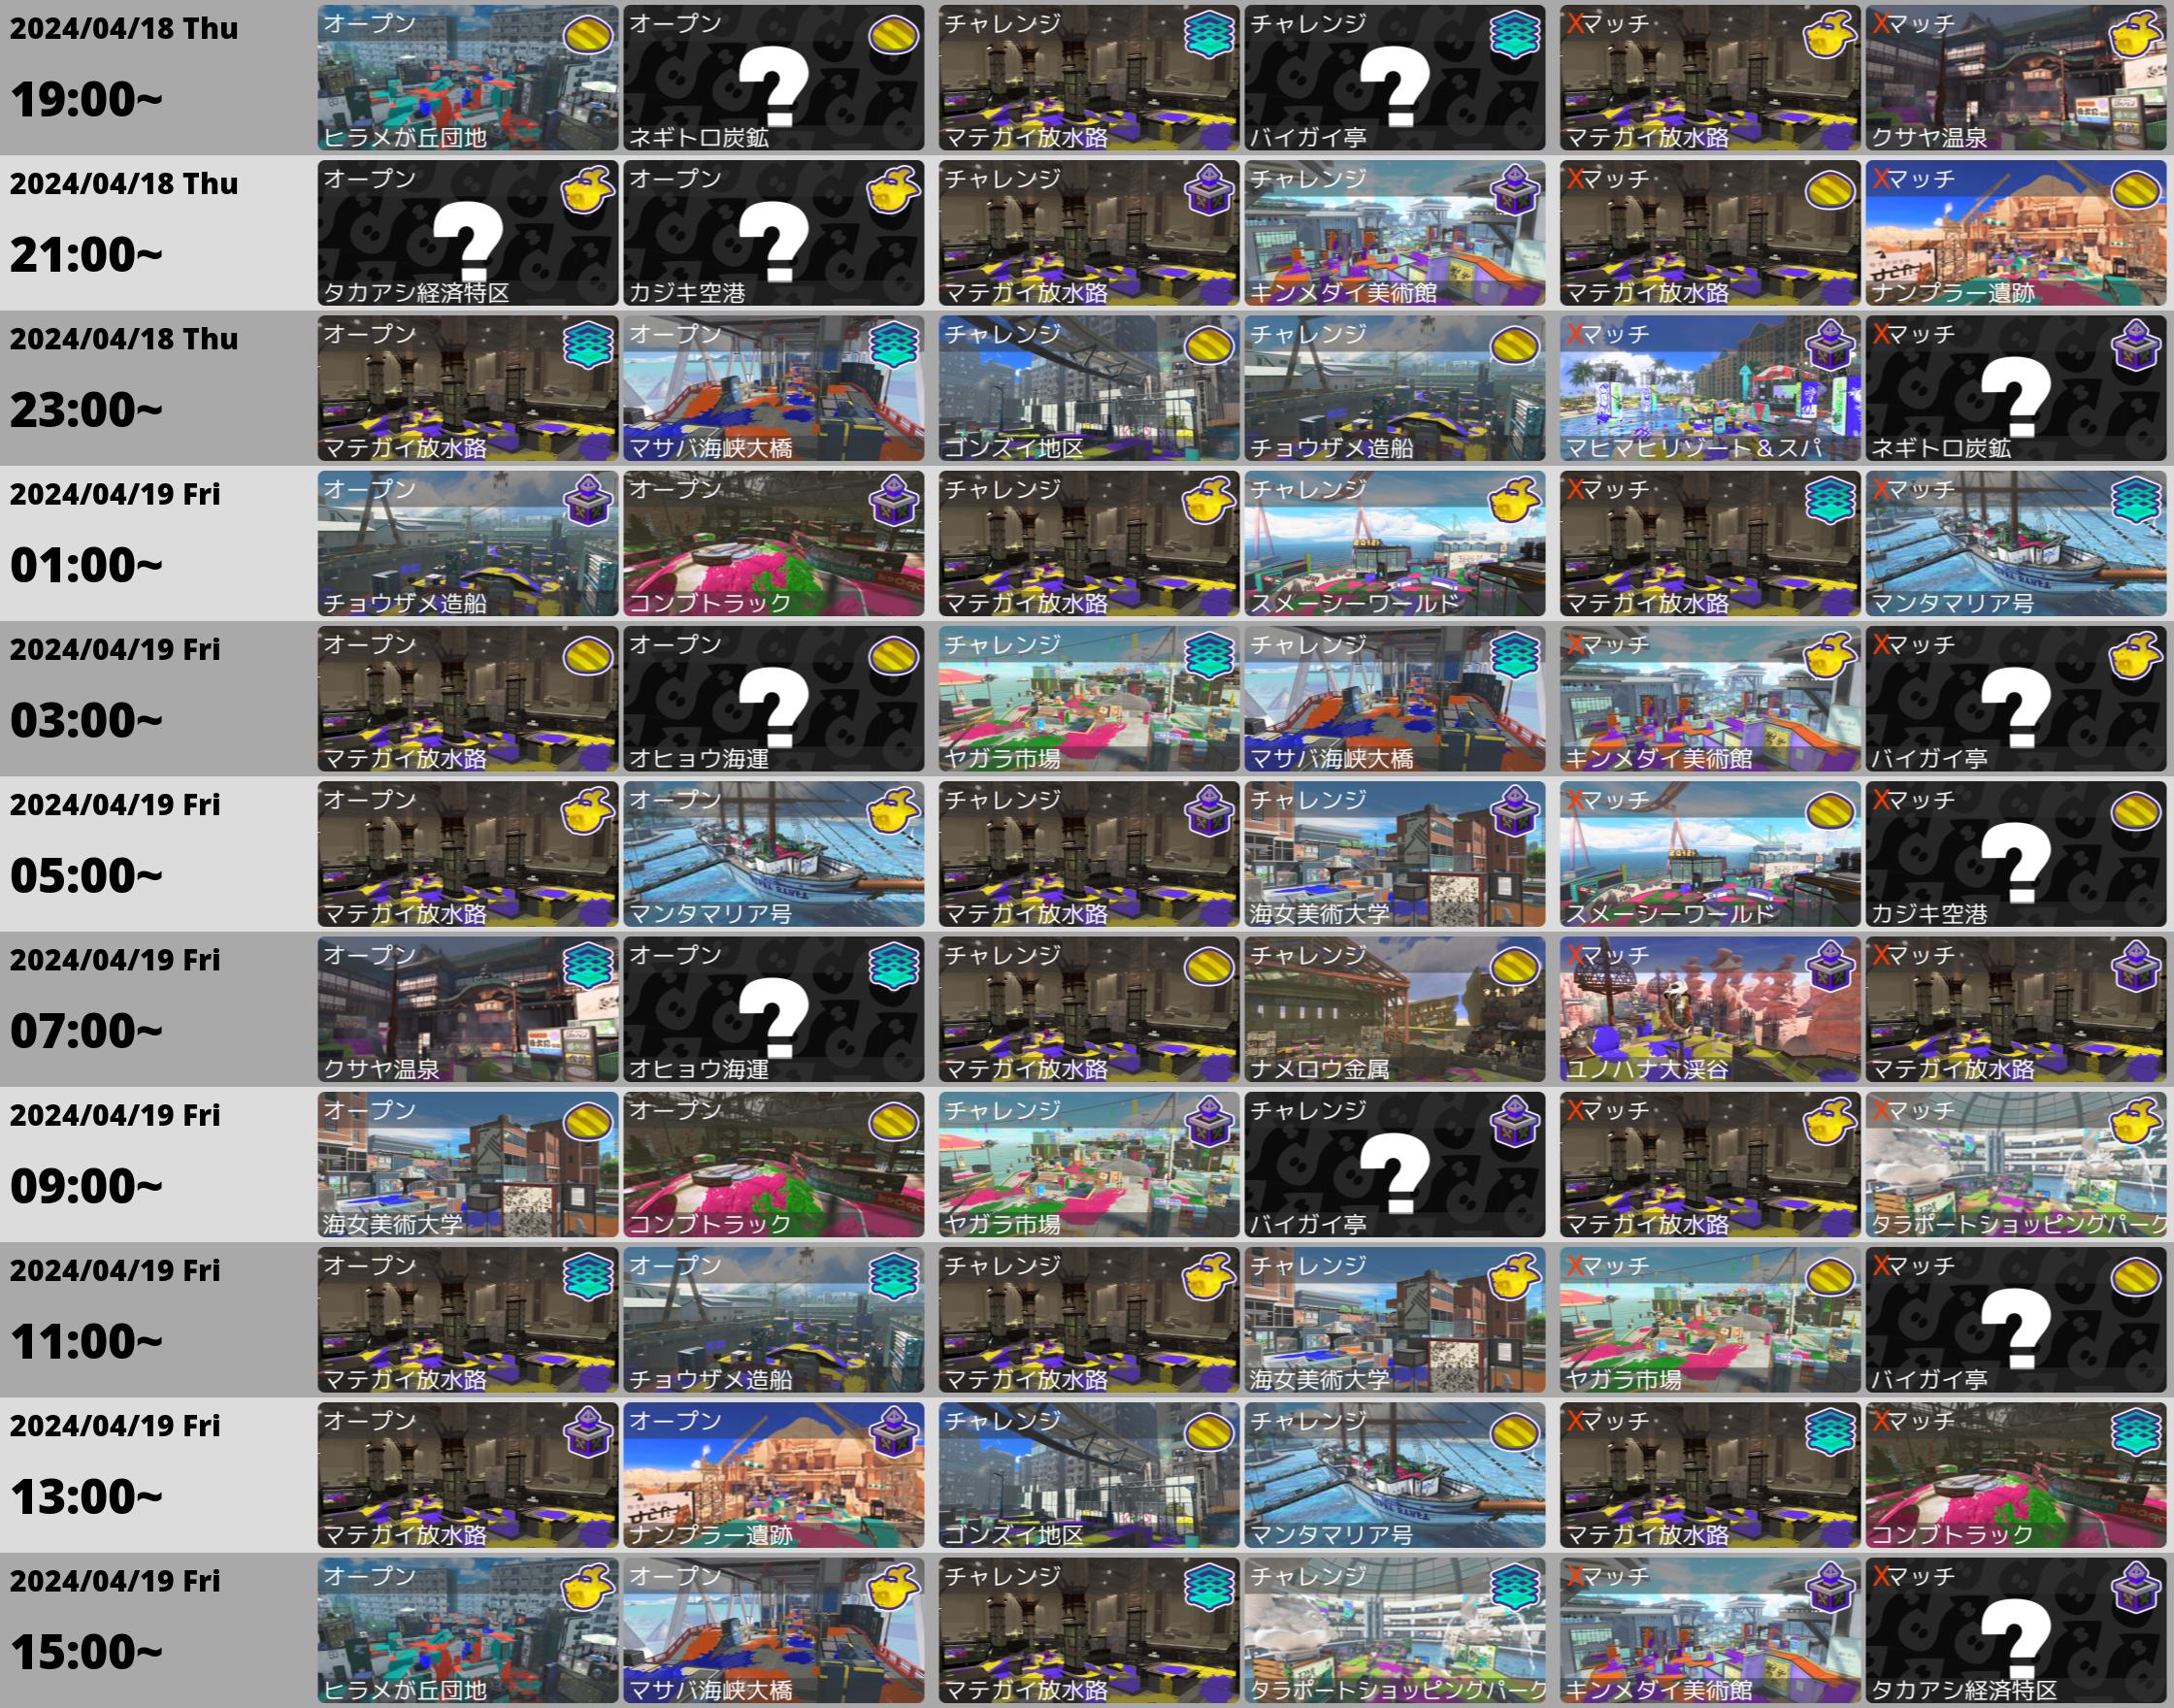 2024/04/18 Thu
19:00~
オープン
ヒラメが丘団地
オープン
ネギトロ炭鉱
チャレンジ
マテガイ放水路
チャレンジ
バイガイ亭
Xマッチ
マテガイ放水路
Xマッチ
クサヤ温泉
2024/04/18 Thu
21:00~
オープン
タカアシ経済特区
オープン
カジキ空港
チャレンジ
マテガイ放水路
チャレンジ
キンメダイ美術館
Xマッチ
マテガイ放水路
Xマッチ
ナンプラー遺跡
2024/04/18 Thu
23:00~
オープン
マテガイ放水路
オープン
マサバ海峡大橋
チャレンジ
ゴンズイ地区
チャレンジ
チョウザメ造船
Xマッチ
マヒマヒリゾート＆スパ
Xマッチ
ネギトロ炭鉱
2024/04/19 Fri
01:00~
オープン
チョウザメ造船
オープン
コンブトラック
チャレンジ
マテガイ放水路
チャレンジ
スメーシーワールド
Xマッチ
マテガイ放水路
Xマッチ
マンタマリア号
2024/04/19 Fri
03:00~
オープン
マテガイ放水路
オープン
オヒョウ海運
チャレンジ
ヤガラ市場
チャレンジ
マサバ海峡大橋
Xマッチ
キンメダイ美術館
Xマッチ
バイガイ亭
2024/04/19 Fri
05:00~
オープン
マテガイ放水路
オープン
マンタマリア号
チャレンジ
マテガイ放水路
チャレンジ
海女美術大学
Xマッチ
スメーシーワールド
Xマッチ
カジキ空港
2024/04/19 Fri
07:00~
オープン
クサヤ温泉
オープン
オヒョウ海運
チャレンジ
マテガイ放水路
チャレンジ
ナメロウ金属
Xマッチ
ユノハナ大渓谷
Xマッチ
マテガイ放水路
2024/04/19 Fri
09:00~
オープン
海女美術大学
オープン
コンブトラック
チャレンジ
ヤガラ市場
チャレンジ
バイガイ亭
Xマッチ
マテガイ放水路
Xマッチ
タラポートショッピングパーク
2024/04/19 Fri
11:00~
オープン
マテガイ放水路
オープン
チョウザメ造船
チャレンジ
マテガイ放水路
チャレンジ
海女美術大学
Xマッチ
ヤガラ市場
Xマッチ
バイガイ亭
2024/04/19 Fri
13:00~
オープン
マテガイ放水路
オープン
ナンプラー遺跡
チャレンジ
ゴンズイ地区
チャレンジ
マンタマリア号
Xマッチ
マテガイ放水路
Xマッチ
コンブトラック
2024/04/19 Fri
15:00~
オープン
ヒラメが丘団地
オープン
マサバ海峡大橋
チャレンジ
マテガイ放水路
チャレンジ
タラポートショッピングパーク
Xマッチ
キンメダイ美術館
Xマッチ
タカアシ経済特区